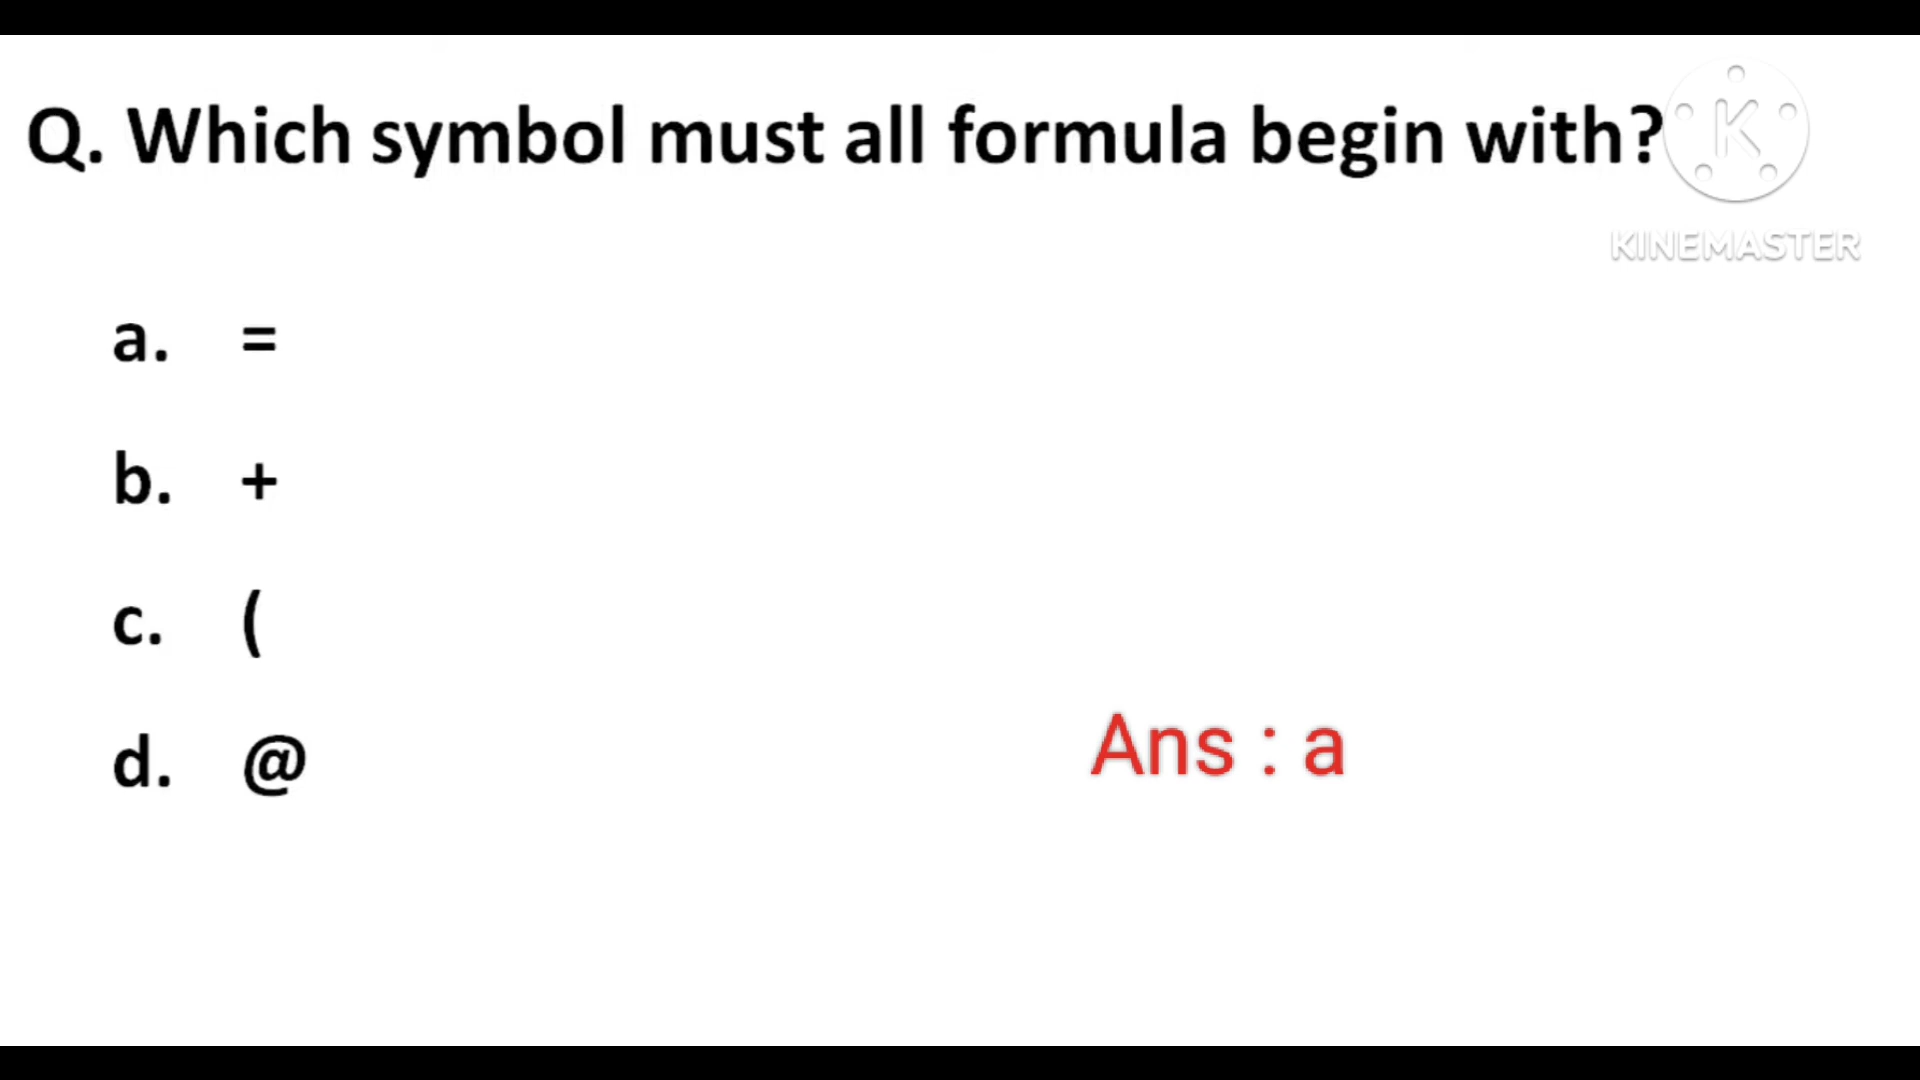 Q. Which symbol must all formula begin with?
K
KINEMASTER
a. =
b. +
c. (
d. @
Ans : a